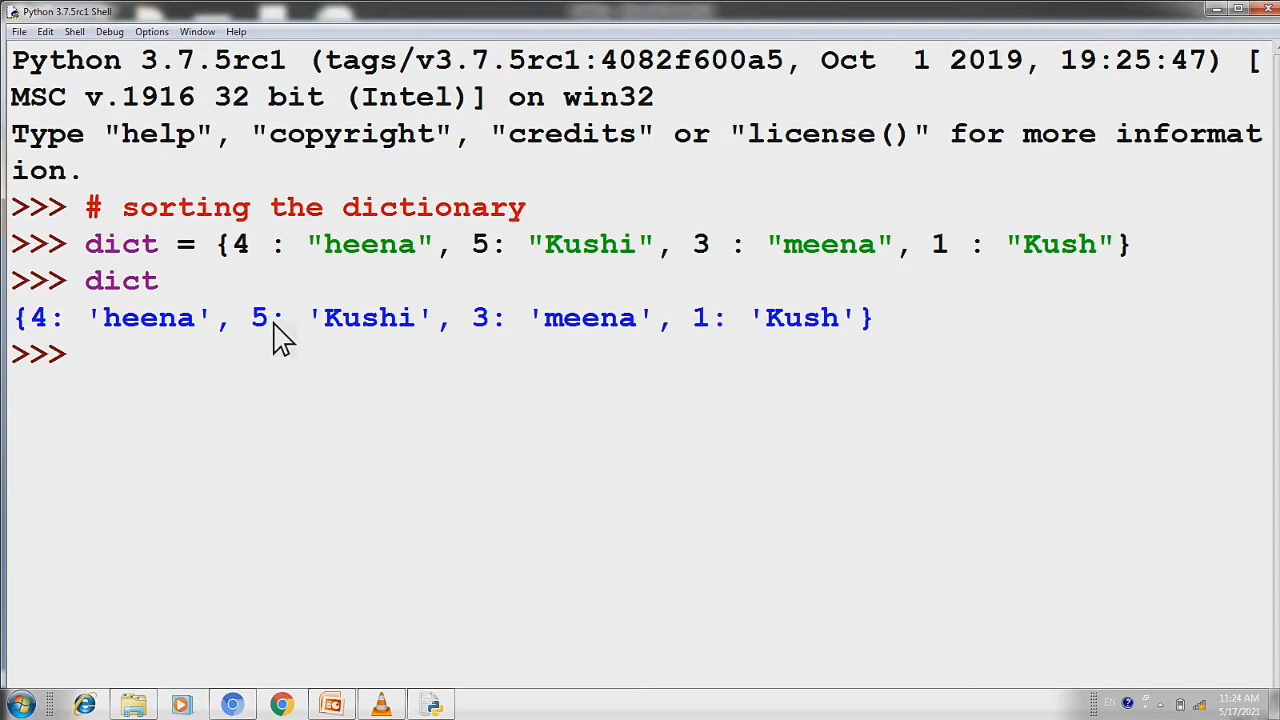 Python 3.7.5rc1 Shell
File Edit Shell Debug Options Window Help
Python 3.7.5rc1 (tags/v3.7.5rc1:4082f600a5, Oct  1 2019, 19:25:47) [
MSC v.1916 32 bit (Intel)] on win32
Type "help", "copyright", "credits" or "license()" for more informat
ion.
>>> # sorting the dictionary
>>> dict = {4 : "heena", 5: "Kushi", 3 : "meena", 1 : "Kush"}
>>> dict
{4: 'heena', 5: 'Kushi', 3: 'meena', 1: 'Kush'}
>>>
EN 11:24 AM
5/17/2021